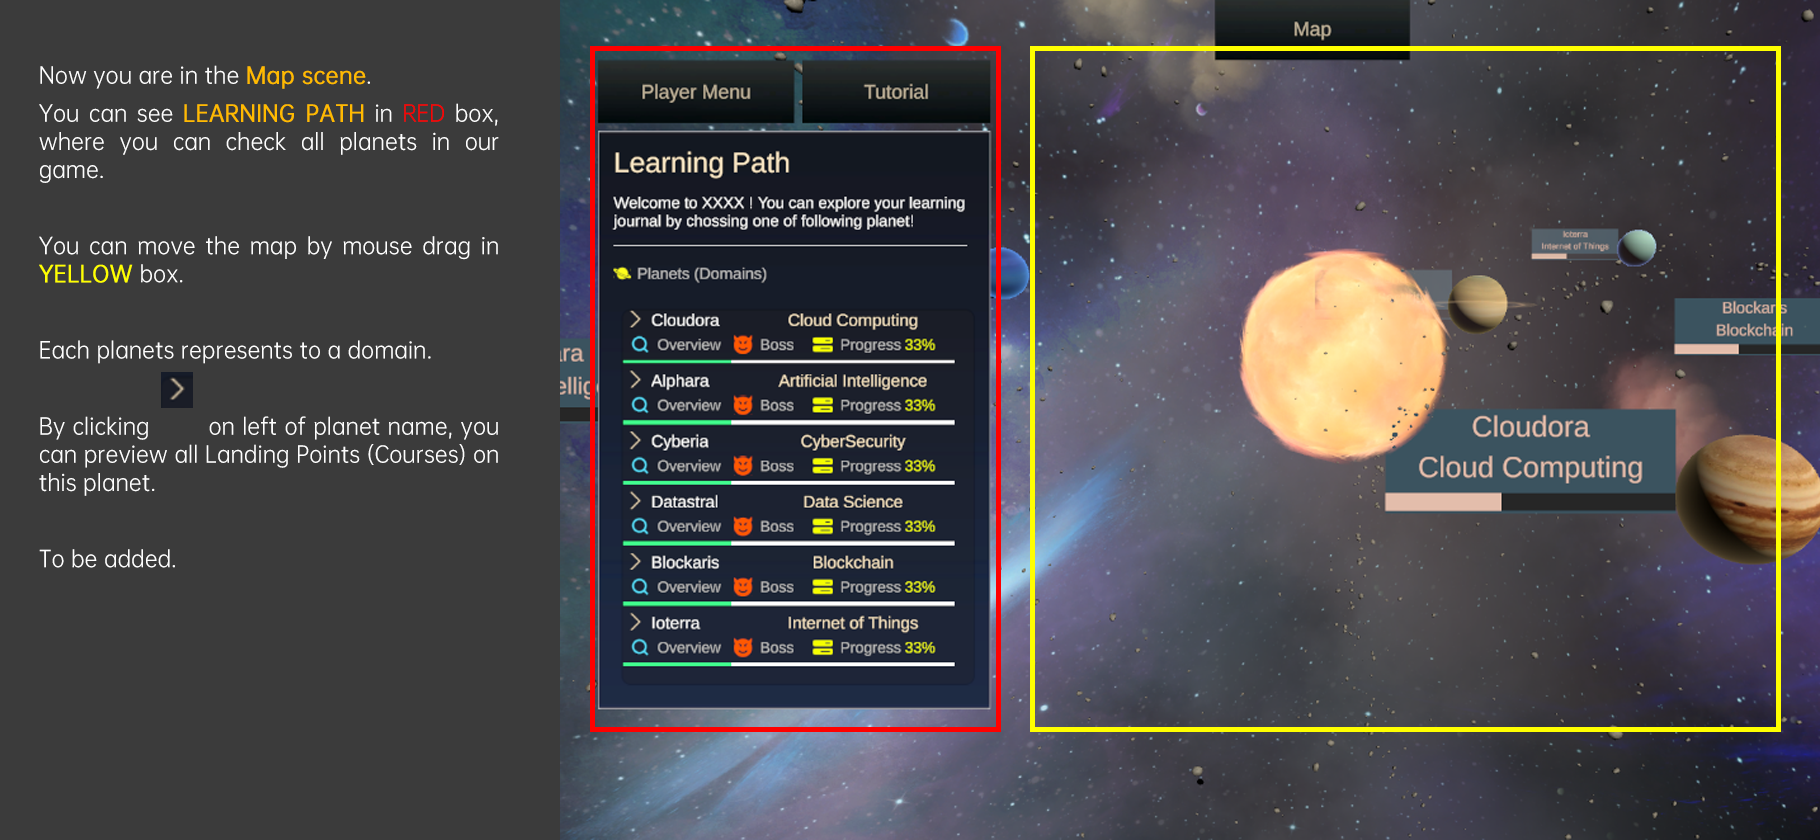 Now you are in the Map scene.
You can see LEARNING PATH in RED box,
where you can check all planets in our
game.
You can move the map by mouse drag in
YELLOW box.
Each planets represents to a domain.
By clicking on left of planet name, you
can preview all Landing Points (Courses) on
this planet.
To be added.
Map
Player Menu
Tutorial
Learning Path
Welcome to XXXX ! You can explore your learning
journal by chossing one of following planet!
Planets (Domains)
Cloudora Cloud Computing
Overview Boss Progress 33%
Alphara Artificial Intelligence
Overview Boss Progress 33%
Cyberia CyberSecurity
Overview Boss Progress 33%
Datastral Data Science
Overview Boss Progress 33%
Blockaris Blockchain
Overview Boss Progress 33%
Ioterra Internet of Things
Overview Boss Progress 33%
ara
ellig
Ioterra
Internet of Things
Blockaris
Blockchain
Cloudora
Cloud Computing